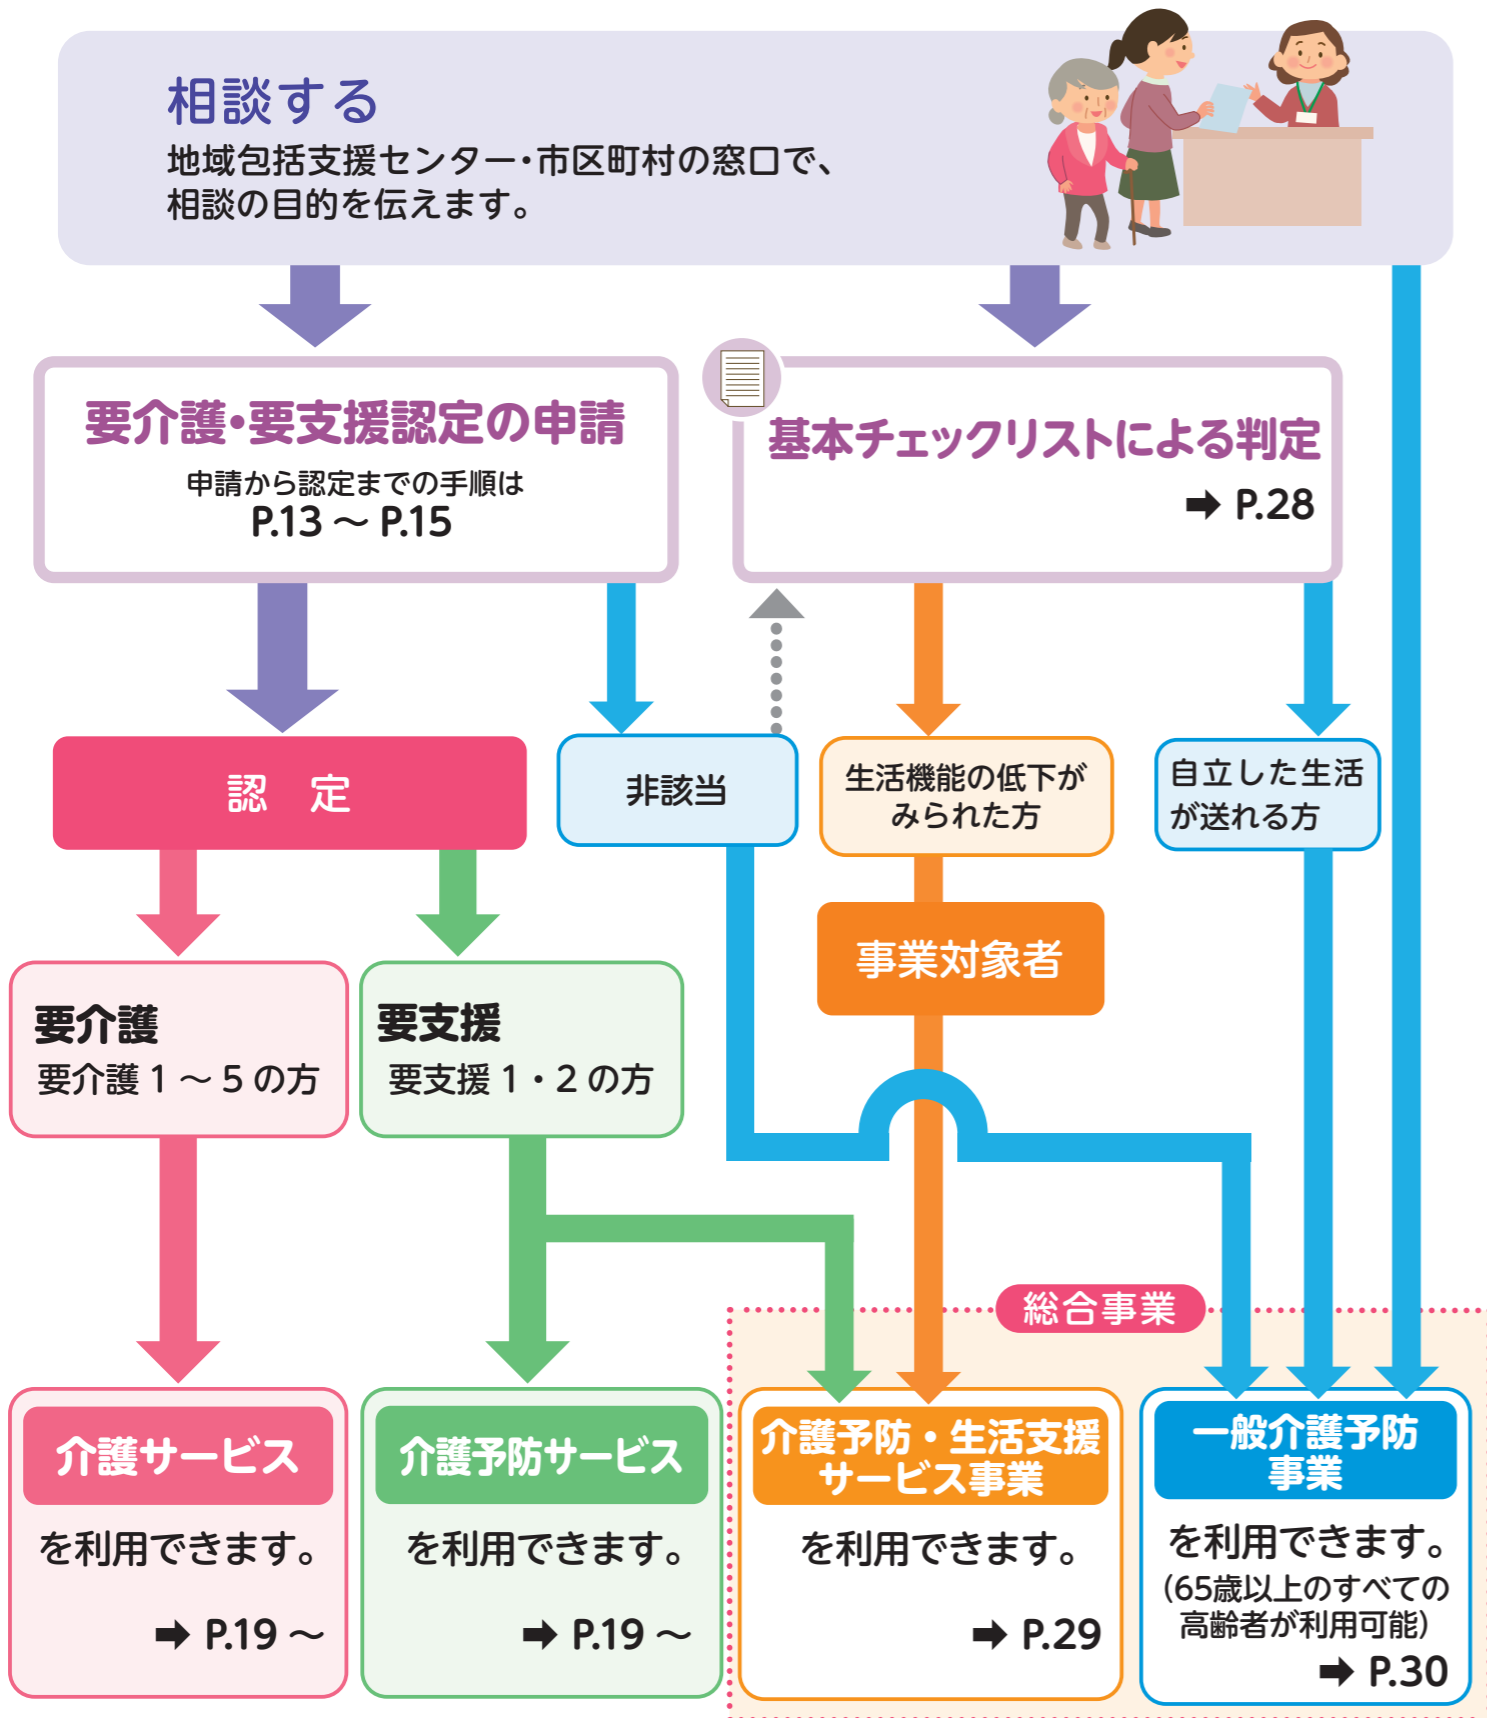 相談する
地域包括支援センター・市区町村の窓口で、
相談の目的を伝えます。
要介護・要支援認定の申請
申請から認定までの手順は
P.13 ～ P.15
基本チェックリストによる判定
➡ P.28
認　定
非該当
生活機能の低下が
みられた方
自立した生活
が送れる方
事業対象者
要介護
要介護 1 ～ 5 の方
要支援
要支援 1・2 の方
総合事業
介護サービス
を利用できます。
➡ P.19 ～
介護予防サービス
を利用できます。
➡ P.19 ～
介護予防・生活支援
サービス事業
を利用できます。
➡ P.29
一般介護予防
事業
を利用できます。
（65歳以上のすべての
高齢者が利用可能）
➡ P.30